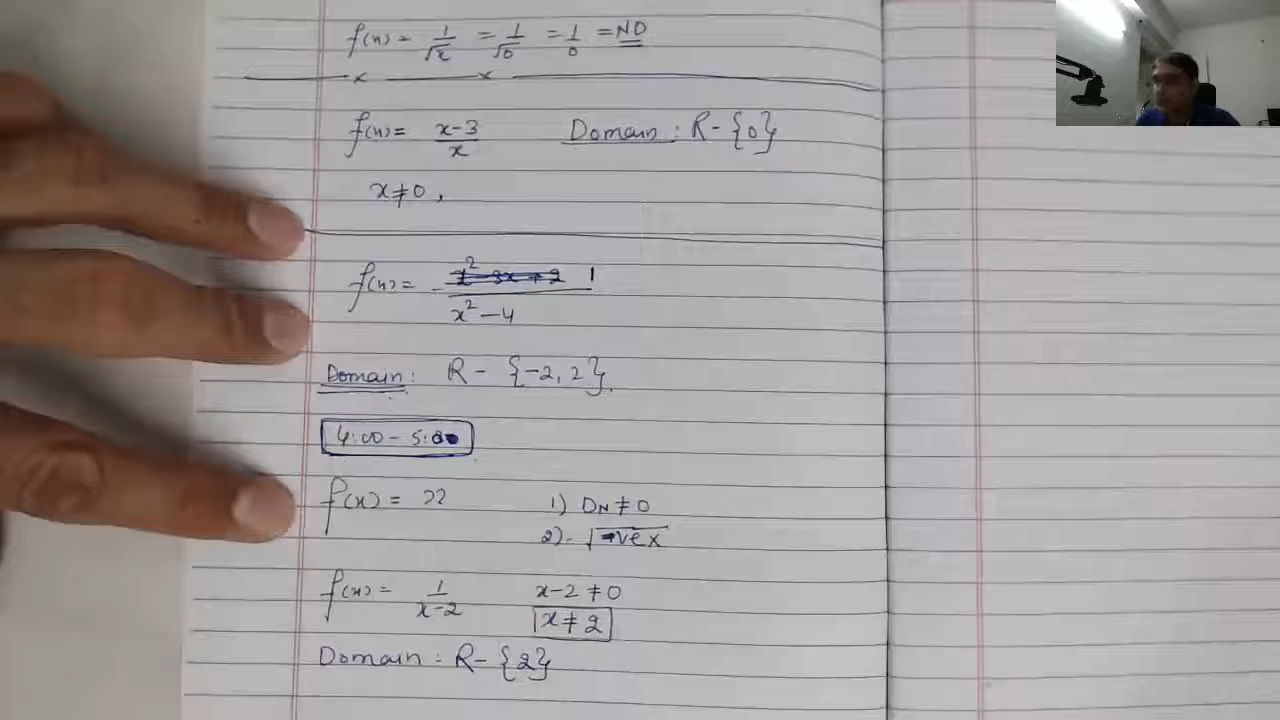 f(x) = 1/√x = 1/√0 = 1/0 = ND
f(x) = x-3/x Domain : R - {0}
x ≠ 0 ,
f(x) = 1/x² - 4
Domain : R - {-2, 2}.
4:00 - 5:00
f(x) = 22 1) DN ≠ 0
2) - √-ve x
f(x) = 1/x-2 x-2 ≠ 0
x ≠ 2
Domain : R - {2}